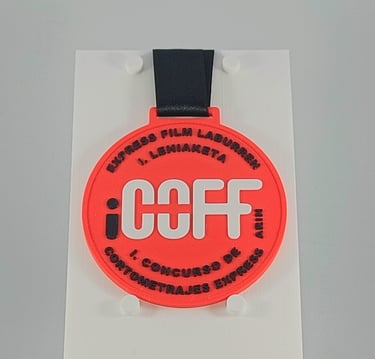 EXPRESS FILM LABURREN
I. LEHIAKETA
iCOFF
ARIN
I. CONCURSO DE
CORTOMETRAJES EXPRESS